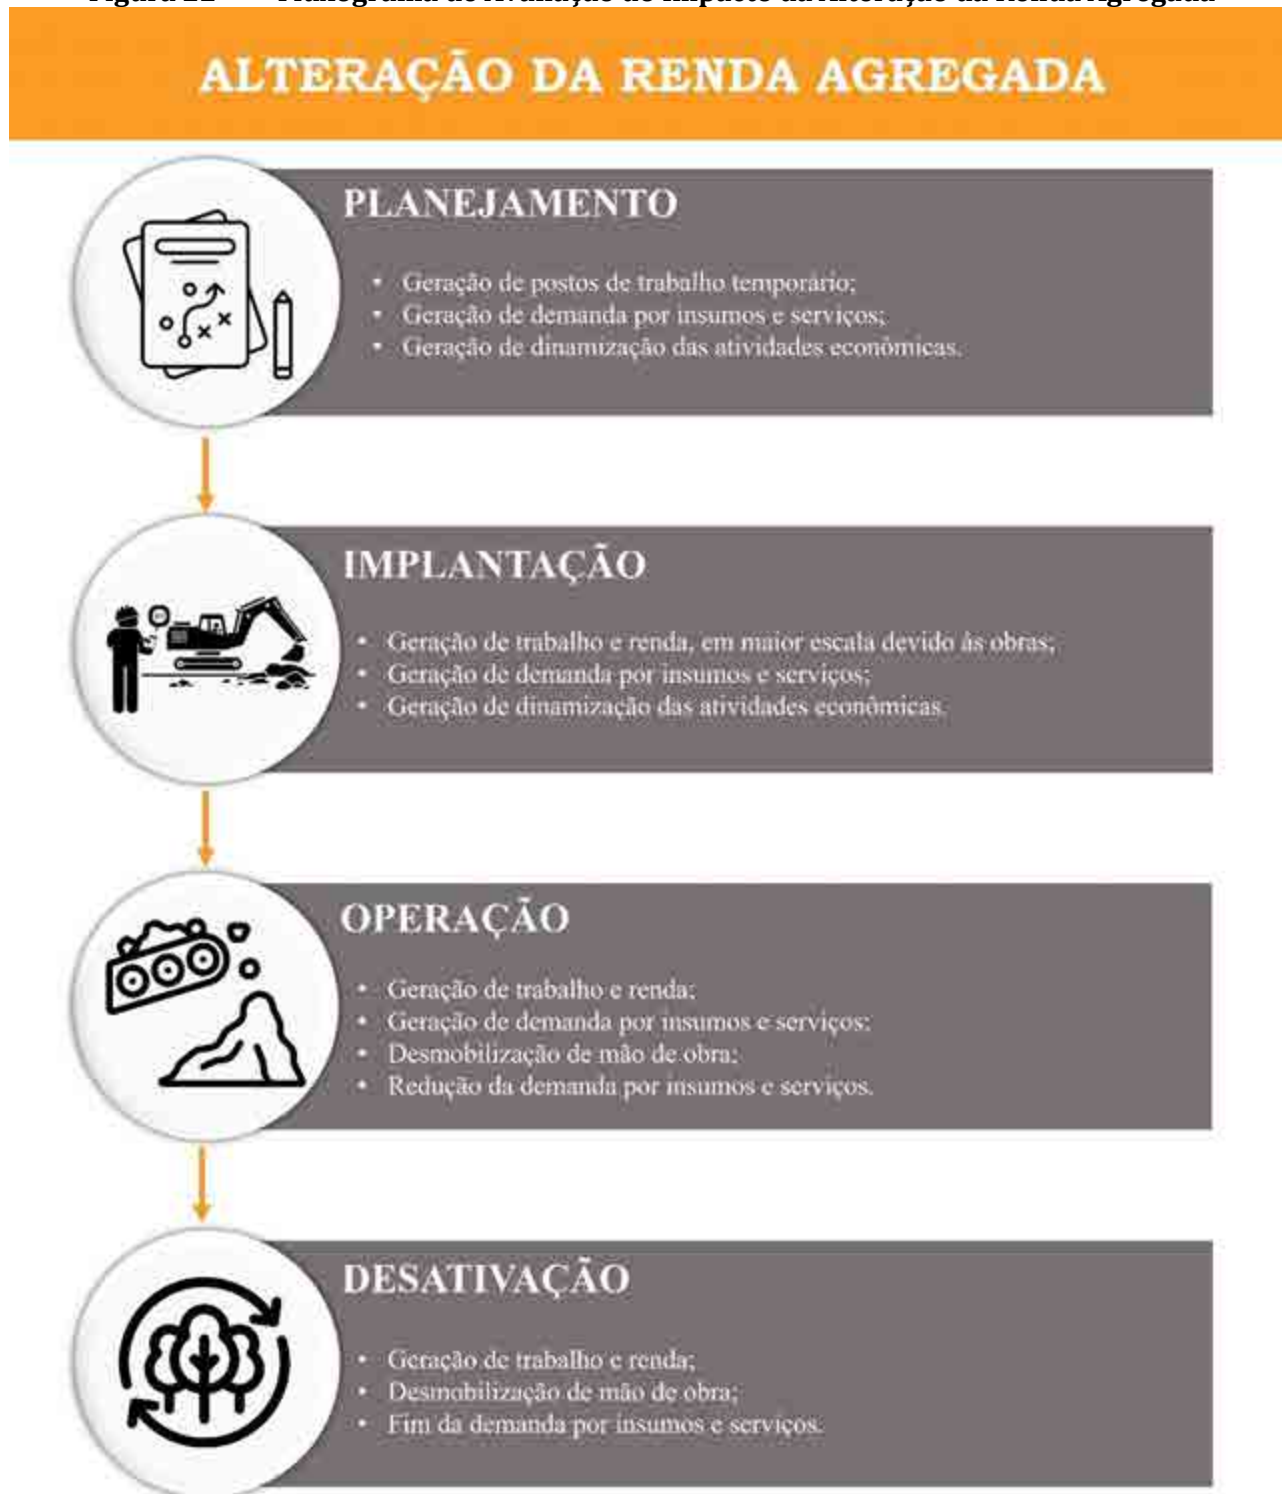 ALTERAÇÃO DA RENDA AGREGADA
PLANEJAMENTO
• Geração de postos de trabalho temporário;
• Geração de demanda por insumos e serviços;
• Geração de dinamização das atividades econômicas.
IMPLANTAÇÃO
• Geração de trabalho e renda, em maior escala devido às obras;
• Geração de demanda por insumos e serviços;
• Geração de dinamização das atividades econômicas.
OPERAÇÃO
• Geração de trabalho e renda;
• Geração de demanda por insumos e serviços;
• Desmobilização de mão de obra;
• Redução da demanda por insumos e serviços.
DESATIVAÇÃO
• Geração de trabalho e renda;
• Desmobilização de mão de obra;
• Fim da demanda por insumos e serviços.